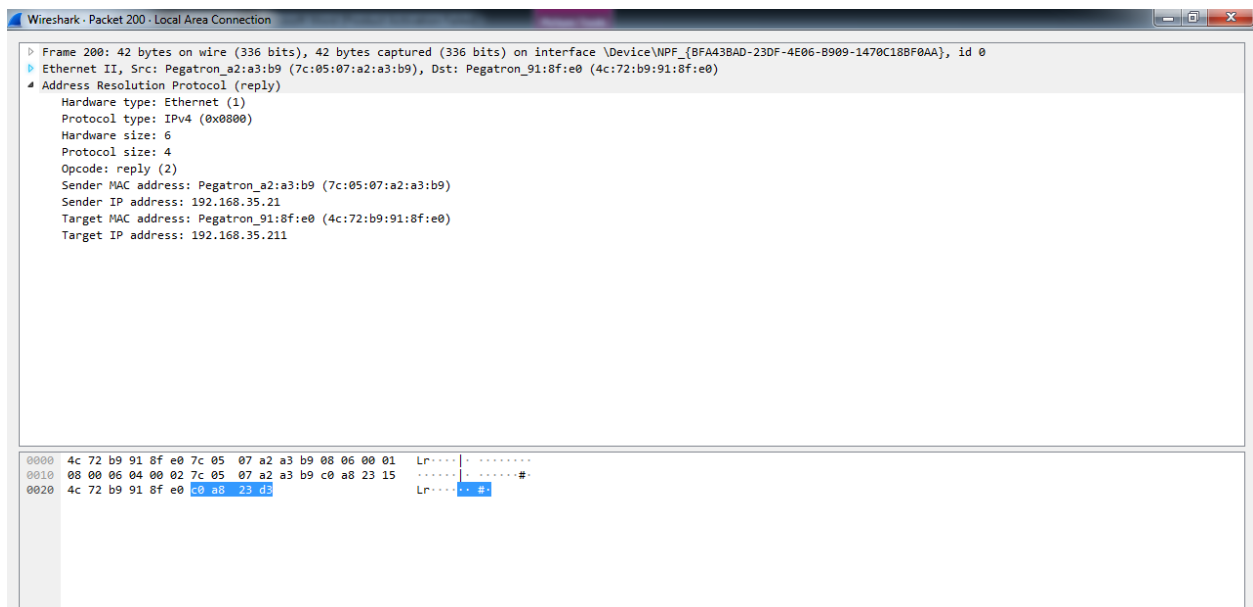 Wireshark · Packet 200 · Local Area Connection
Frame 200: 42 bytes on wire (336 bits), 42 bytes captured (336 bits) on interface \Device\NPF_{BFA43BAD-23DF-4E06-B909-1470C18BF0AA}, id 0
Ethernet II, Src: Pegatron_a2:a3:b9 (7c:05:07:a2:a3:b9), Dst: Pegatron_91:8f:e0 (4c:72:b9:91:8f:e0)
Address Resolution Protocol (reply)
Hardware type: Ethernet (1)
Protocol type: IPv4 (0x0800)
Hardware size: 6
Protocol size: 4
Opcode: reply (2)
Sender MAC address: Pegatron_a2:a3:b9 (7c:05:07:a2:a3:b9)
Sender IP address: 192.168.35.21
Target MAC address: Pegatron_91:8f:e0 (4c:72:b9:91:8f:e0)
Target IP address: 192.168.35.211
0000 4c 72 b9 91 8f e0 7c 05 07 a2 a3 b9 08 06 00 01 Lr····|· ········
0010 08 00 06 04 00 02 7c 05 07 a2 a3 b9 c0 a8 23 15 ······|· ······#·
0020 4c 72 b9 91 8f e0 c0 a8 23 d3 Lr······ #·